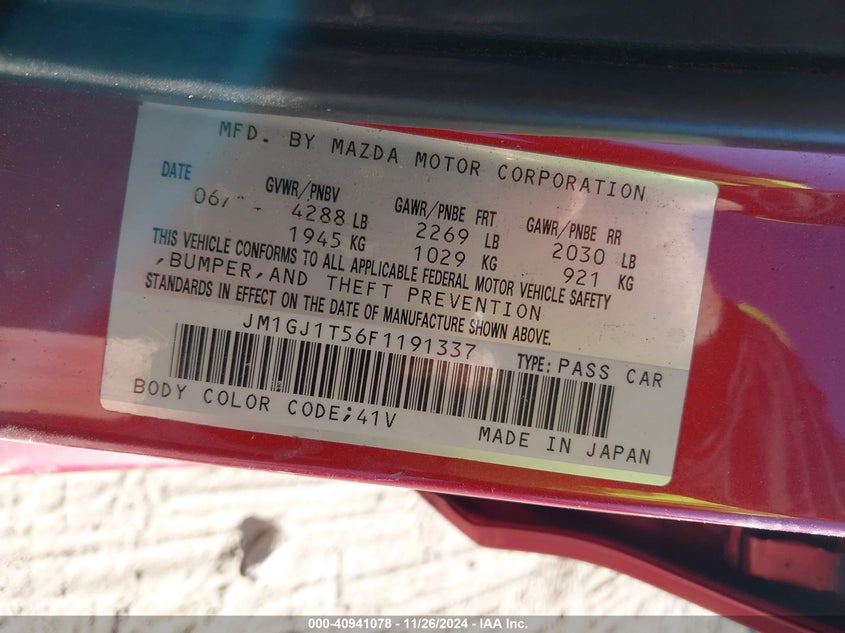 MFD. BY MAZDA MOTOR CORPORATION
DATE GVWR/PNBV GAWR/PNBE FRT GAWR/PNBE RR
06/ 4288 LB 2269 LB 2030 LB
1945 KG 1029 KG 921 KG
THIS VEHICLE CONFORMS TO ALL APPLICABLE FEDERAL MOTOR VEHICLE SAFETY
,BUMPER,AND THEFT PREVENTION
STANDARDS IN EFFECT ON THE DATE OF MANUFACTURE SHOWN ABOVE.
JM1GJ1T56F1191337 TYPE: PASS CAR
BODY COLOR CODE;41V
MADE IN JAPAN
000-40941078 - 11/26/2024 - IAA Inc.